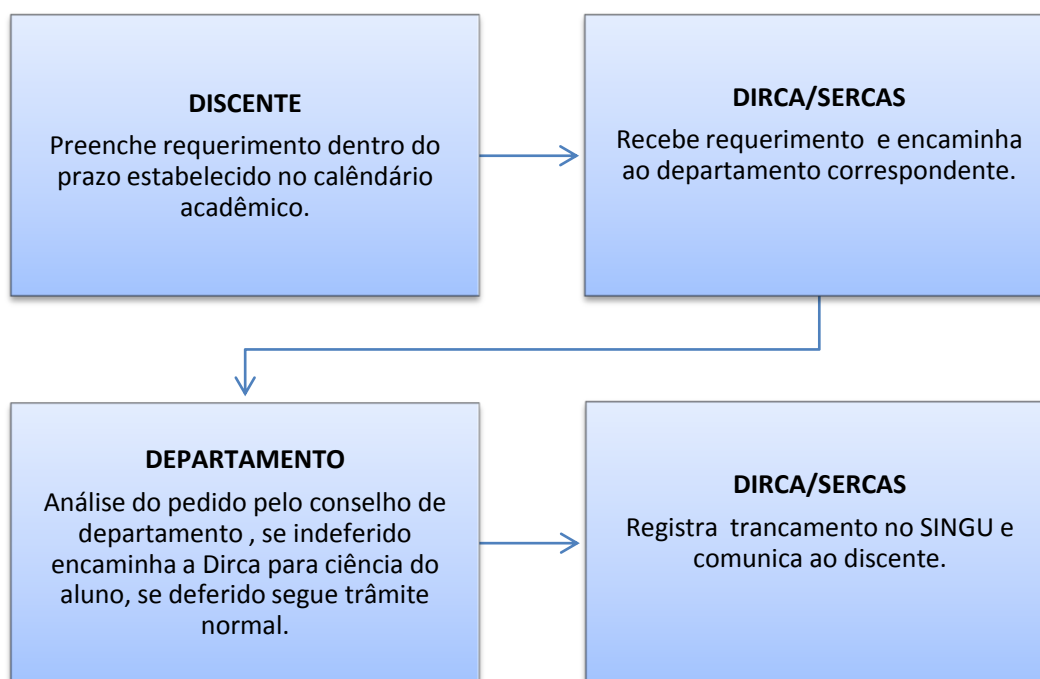 DISCENTE
Preenche requerimento dentro do
prazo estabelecido no calêndário
acadêmico.
DIRCA/SERCAS
Recebe requerimento e encaminha
ao departamento correspondente.
DEPARTAMENTO
Análise do pedido pelo conselho de
departamento , se indeferido
encaminha a Dirca para ciência do
aluno, se deferido segue trâmite
normal.
DIRCA/SERCAS
Registra trancamento no SINGU e
comunica ao discente.